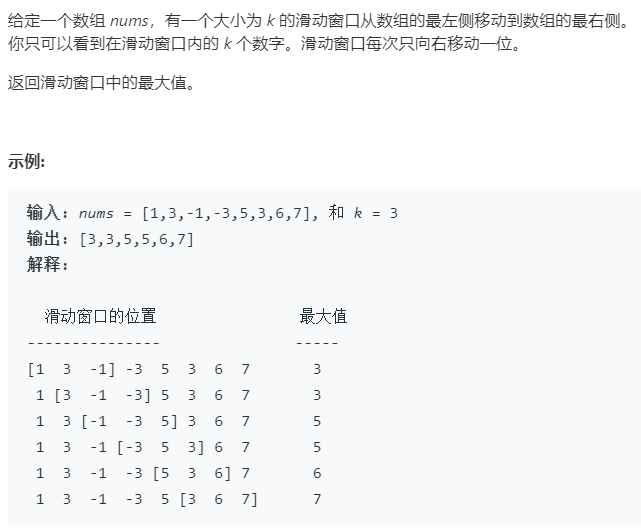 给定一个数组 nums，有一个大小为 k 的滑动窗口从数组的最左侧移动到数组的最右侧。
你只可以看到在滑动窗口内的 k 个数字。滑动窗口每次只向右移动一位。
返回滑动窗口中的最大值。
示例:
输入: nums = [1,3,-1,-3,5,3,6,7], 和 k = 3
输出: [3,3,5,5,6,7]
解释:
滑动窗口的位置 最大值
--------------- -----
[1 3 -1] -3 5 3 6 7 3
1 [3 -1 -3] 5 3 6 7 3
1 3 [-1 -3 5] 3 6 7 5
1 3 -1 [-3 5 3] 6 7 5
1 3 -1 -3 [5 3 6] 7 6
1 3 -1 -3 5 [3 6 7] 7